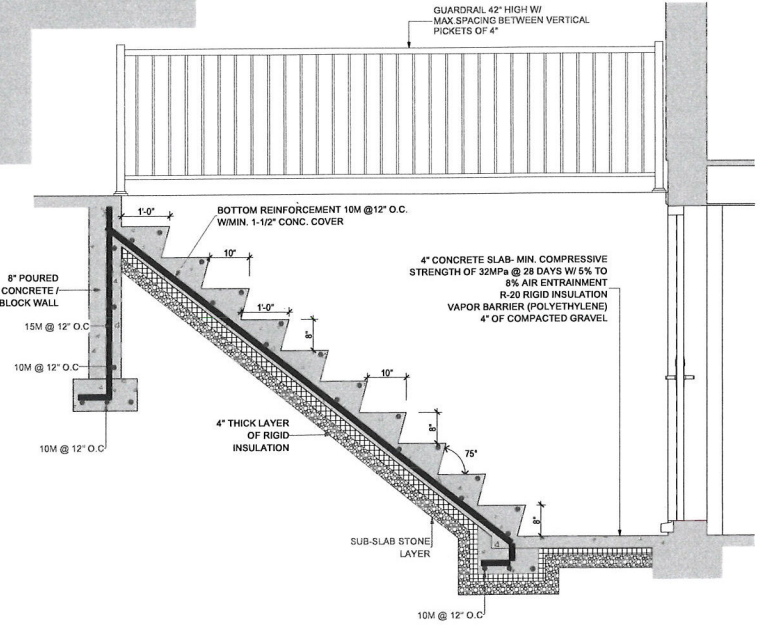 GUARDRAIL 42" HIGH W/
MAX.SPACING BETWEEN VERTICAL
PICKETS OF 4"
1'-0"
BOTTOM REINFORCEMENT 10M @12" O.C.
W/MIN. 1-1/2" CONC. COVER
10"
4" CONCRETE SLAB- MIN. COMPRESSIVE
STRENGTH OF 32MPa @ 28 DAYS W/ 5% TO
8% AIR ENTRAINMENT
R-20 RIGID INSULATION
VAPOR BARRIER (POLYETHYLENE)
4" OF COMPACTED GRAVEL
8" POURED
CONCRETE /
BLOCK WALL
1'-0"
15M @ 12" O.C
8"
10M @ 12" O.C
10"
4" THICK LAYER
OF RIGID
INSULATION
8"
10M @ 12" O.C
75°
8"
SUB-SLAB STONE
LAYER
10M @ 12" O.C